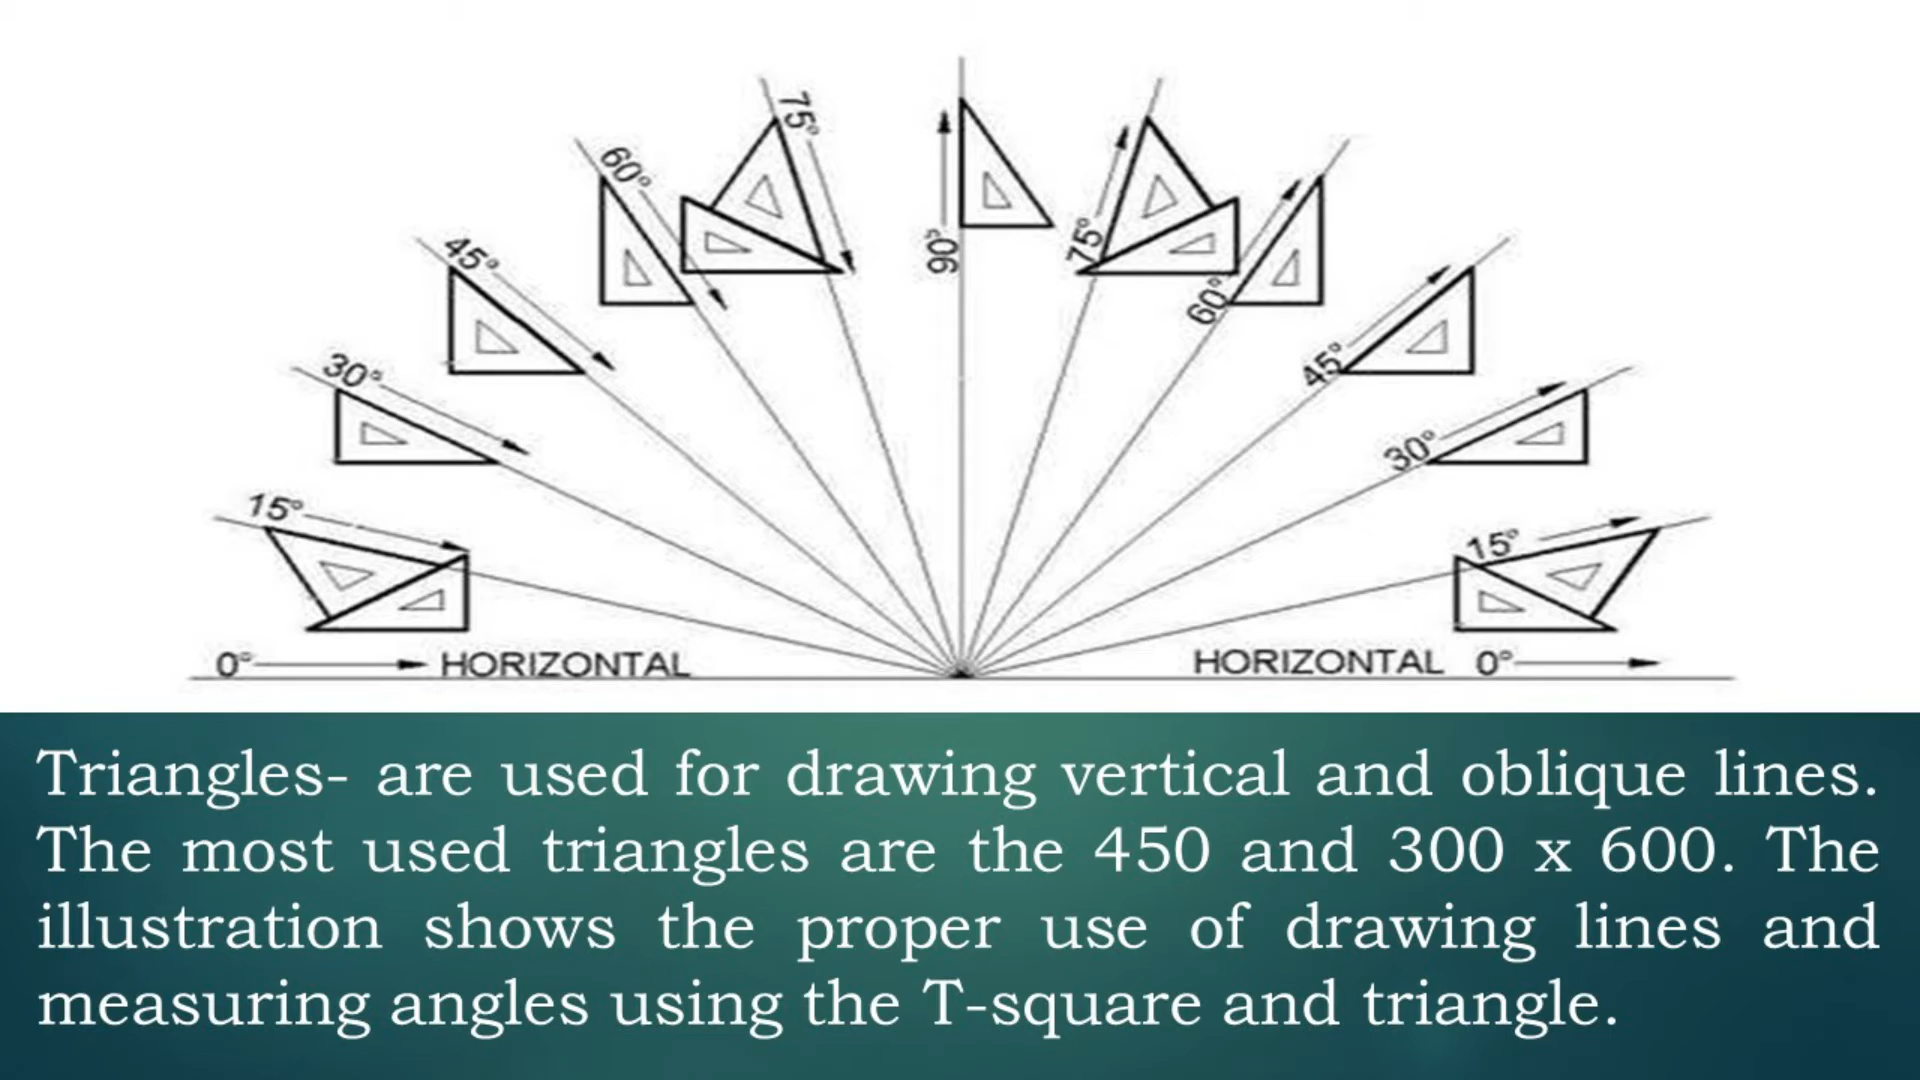 75°
60°
45°
30°
15°
90°
75°
60°
45°
30°
15°
0° HORIZONTAL
HORIZONTAL 0°
Triangles- are used for drawing vertical and oblique lines.
The most used triangles are the 450 and 300 x 600. The
illustration shows the proper use of drawing lines and
measuring angles using the T-square and triangle.